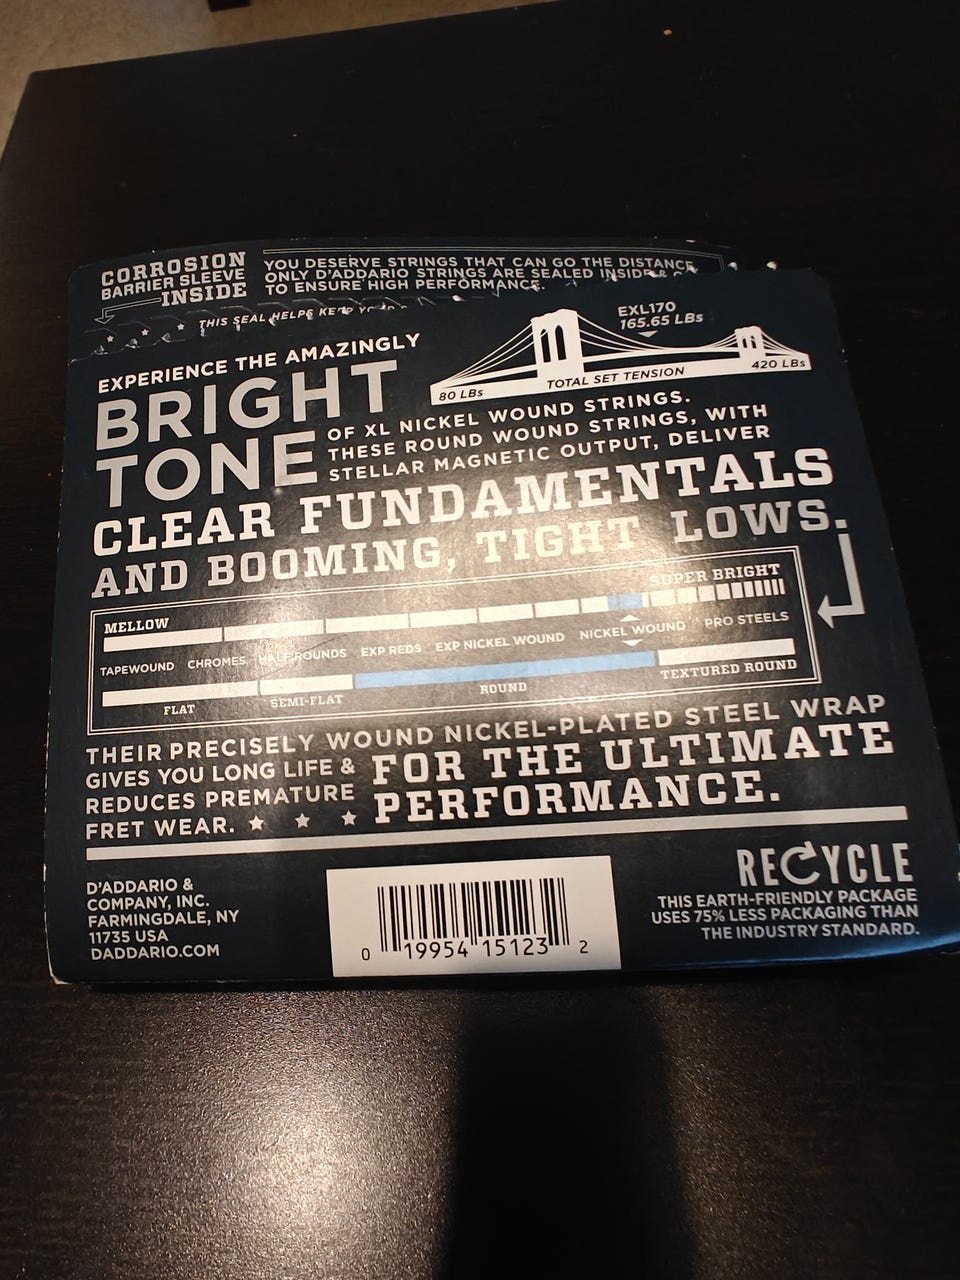 CORROSION
BARRIER SLEEVE
INSIDE
YOU DESERVE STRINGS THAT CAN GO THE DISTANCE
ONLY D'ADDARIO STRINGS ARE SEALED INSIDE &
TO ENSURE HIGH PERFORMANCE.
THIS SEAL HELPS KEEP
EXPERIENCE THE AMAZINGLY
BRIGHT
TONE
EXL170
165.65 LBs
80 LBs
TOTAL SET TENSION
420 LBs
OF XL NICKEL WOUND STRINGS.
THESE ROUND WOUND STRINGS, WITH
STELLAR MAGNETIC OUTPUT, DELIVER
CLEAR FUNDAMENTALS
AND BOOMING, TIGHT LOWS.
MELLOW
SUPER BRIGHT
TAPEWOUND CHROMES HALF ROUNDS EXP REDS EXP NICKEL WOUND NICKEL WOUND PRO STEELS
FLAT SEMI-FLAT ROUND TEXTURED ROUND
THEIR PRECISELY WOUND NICKEL-PLATED STEEL WRAP
GIVES YOU LONG LIFE &
REDUCES PREMATURE
FRET WEAR.
FOR THE ULTIMATE
PERFORMANCE.
D'ADDARIO &
COMPANY, INC.
FARMINGDALE, NY
11735 USA
DADDARIO.COM
0 19954 15123 2
RECYCLE
THIS EARTH-FRIENDLY PACKAGE
USES 75% LESS PACKAGING THAN
THE INDUSTRY STANDARD.